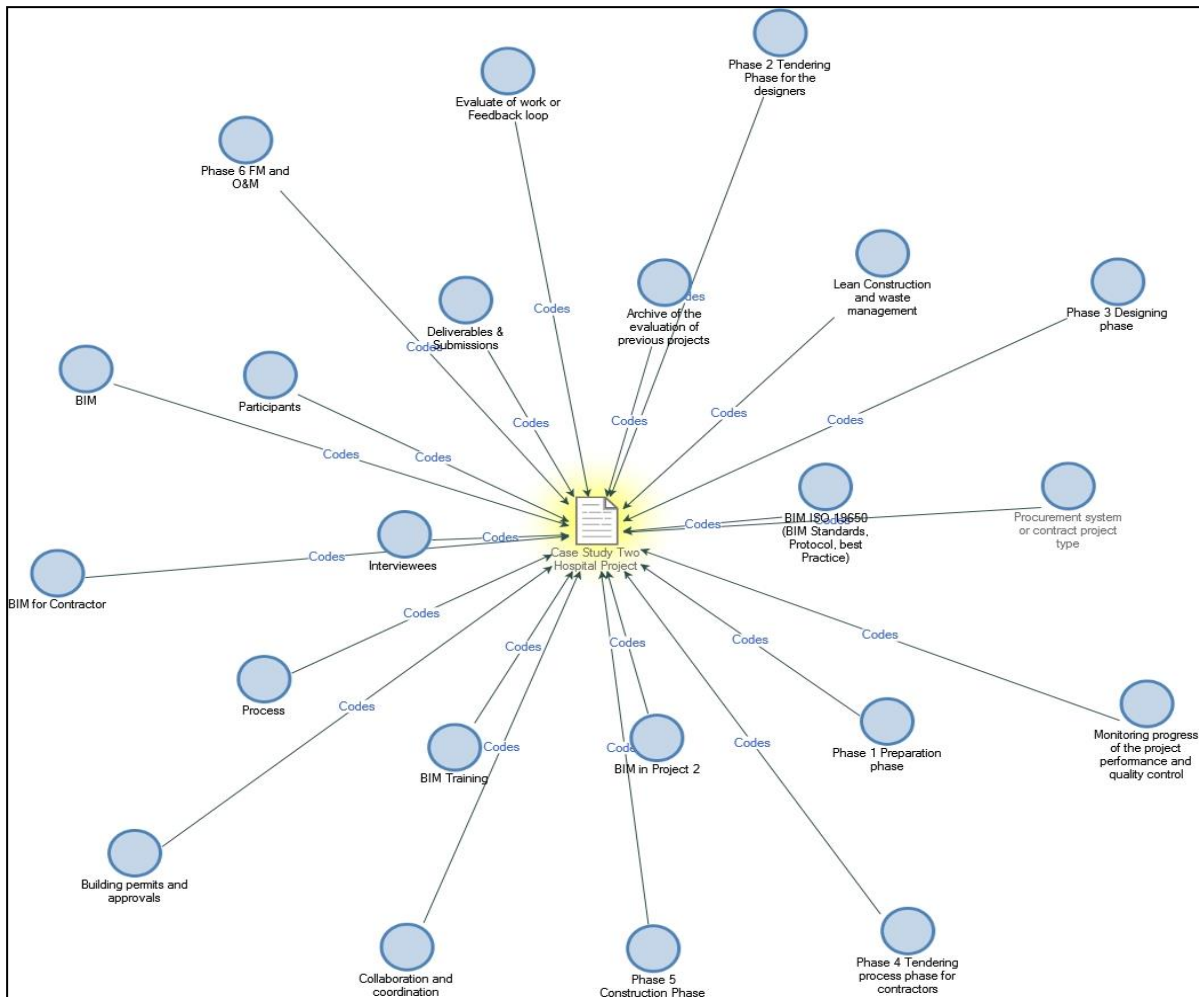 Phase 2 Tendering
Phase for the
designers
Evaluate of work or
Feedback loop
Phase 6 FM and
O&M
Lean Construction
and waste
management
Phase 3 Designing
phase
Codes
Archive of the
evaluation of
previous projects
Codes
Deliverables &
Submissions
Codes
BIM
Participants
Codes
Codes
Codes
Codes
Codes
Codes
Codes
BIM ISO 19650
(BIM Standards,
Protocol, best
Practice)
Codes
Procurement system
or contract project
type
Interviewees
Codes
Case Study Two
Hospital Project
Codes
BIM for Contractor
Codes
Codes
Codes
Codes
Codes
Process
Codes
Codes
Codes
BIM Training
BIM in Project 2
Phase 1 Preparation
phase
Monitoring progress
of the project
performance and
quality control
Building permits and
approvals
Collaboration and
coordination
Phase 5
Construction Phase
Phase 4 Tendering
process phase for
contractors